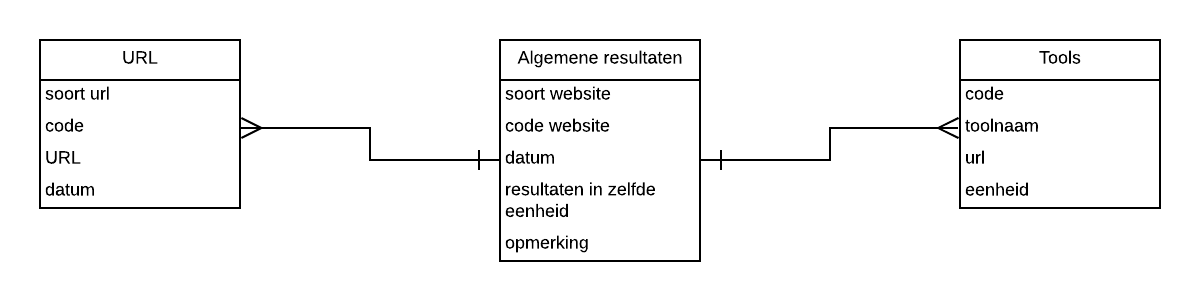 URL
soort url
code
URL
datum
Algemene resultaten
soort website
code website
datum
resultaten in zelfde
eenheid
opmerking
Tools
code
toolnaam
url
eenheid